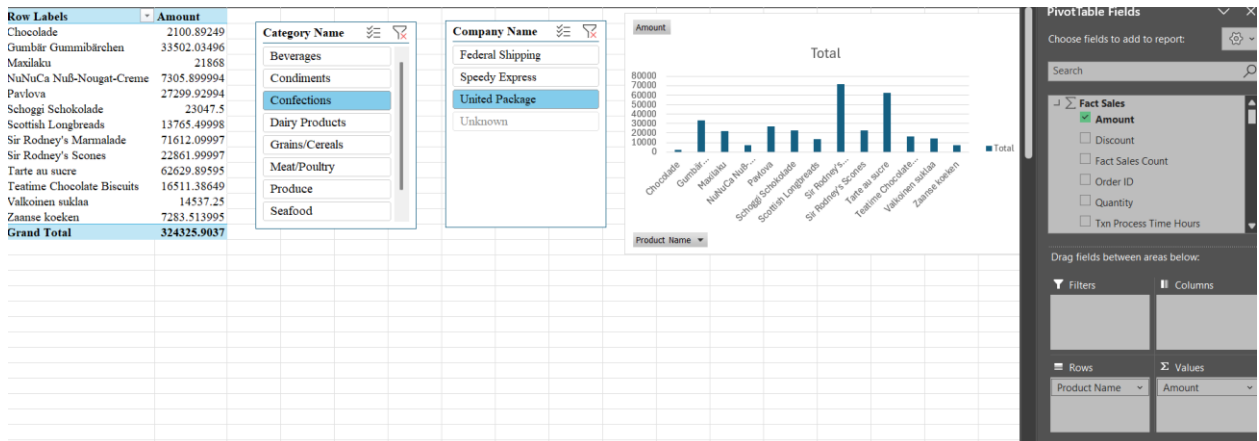 Row Labels Amount
Chocolade 2100.89249
Gumbär Gummibärchen 33502.03496
Maxilaku 21868
NuNuCa Nuß-Nougat-Creme 7305.899994
Pavlova 27299.92994
Schoggi Schokolade 23047.5
Scottish Longbreads 13765.49998
Sir Rodney's Marmalade 71612.09997
Sir Rodney's Scones 22861.99997
Tarte au sucre 62629.89595
Teatime Chocolate Biscuits 16511.38649
Valkoinen suklaa 14537.25
Zaanse koeken 7283.513995
Grand Total 324325.9037
Category Name
Beverages
Condiments
Confections
Dairy Products
Grains/Cereals
Meat/Poultry
Produce
Seafood
Company Name
Federal Shipping
Speedy Express
United Package
Unknown
Amount
Total
80000
70000
60000
50000
40000
30000
20000
10000
0
Chocolade
Gumbär...
Maxilaku
NuNuCa Nuß-...
Pavlova
Schoggi Schokolade
Scottish Longbreads
Sir Rodney's...
Sir Rodney's Scones
Tarte au sucre
Teatime Chocolate...
Valkoinen suklaa
Zaanse koeken
Total
Product Name
PivotTable Fields
Choose fields to add to report:
Search
Σ Fact Sales
Amount
Discount
Fact Sales Count
Order ID
Quantity
Txn Process Time Hours
Drag fields between areas below:
Filters
Columns
Rows
Σ Values
Product Name
Amount